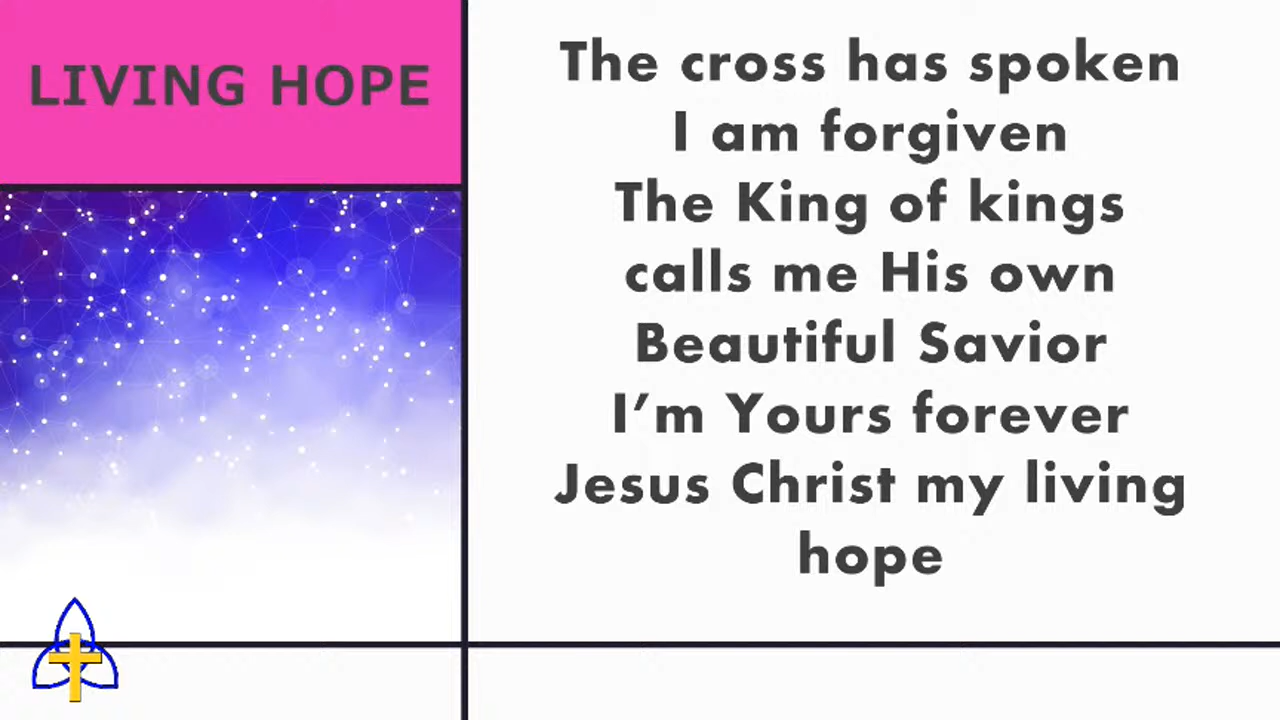 LIVING HOPE
The cross has spoken
I am forgiven
The King of kings
calls me His own
Beautiful Savior
I’m Yours forever
Jesus Christ my living
hope